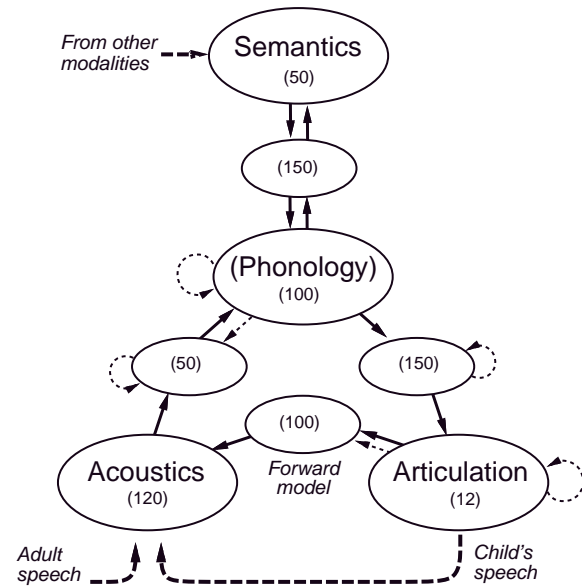 From other
modalities
Semantics
(50)
(150)
(Phonology)
(100)
(50)
(150)
(100)
Forward
model
Acoustics
(120)
Articulation
(12)
Adult
speech
Child's
speech